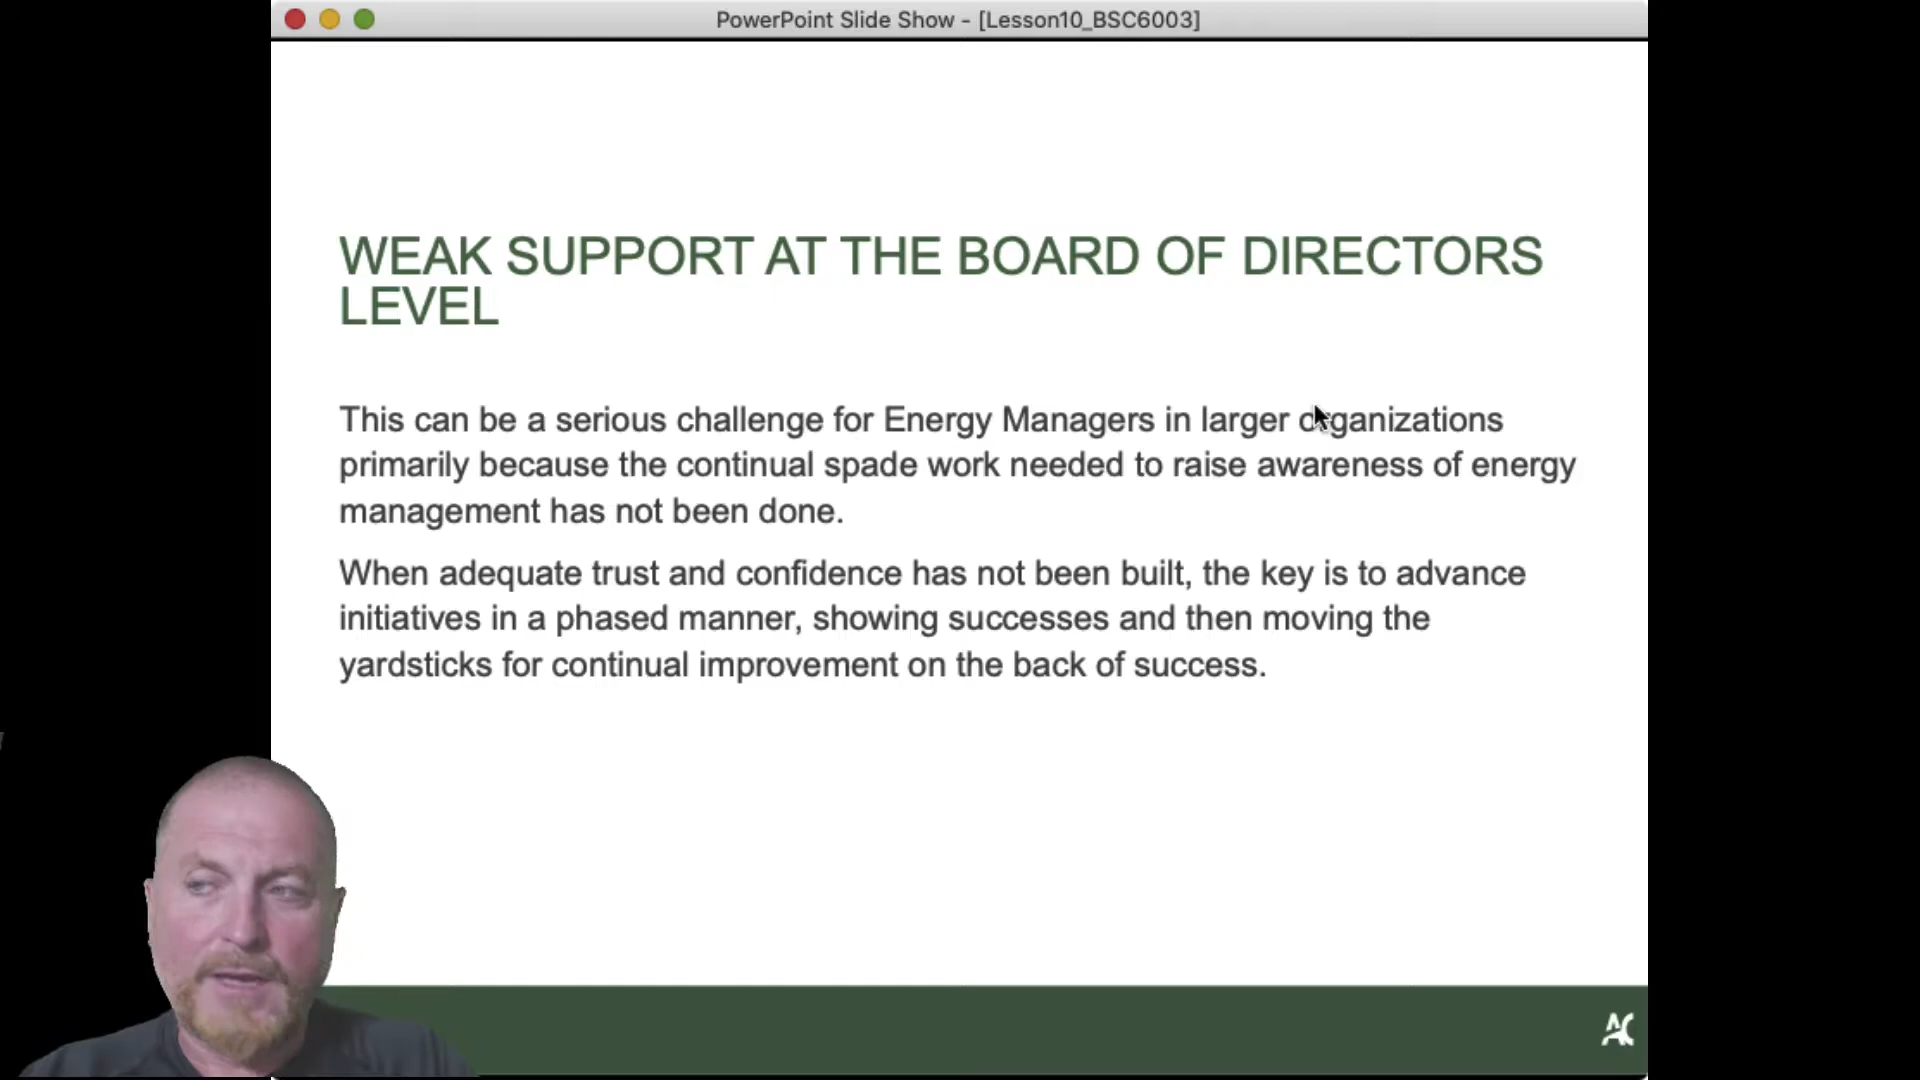 PowerPoint Slide Show - [Lesson10_BSC6003]
WEAK SUPPORT AT THE BOARD OF DIRECTORS
LEVEL
This can be a serious challenge for Energy Managers in larger organizations
primarily because the continual spade work needed to raise awareness of energy
management has not been done.
When adequate trust and confidence has not been built, the key is to advance
initiatives in a phased manner, showing successes and then moving the
yardsticks for continual improvement on the back of success.
AC